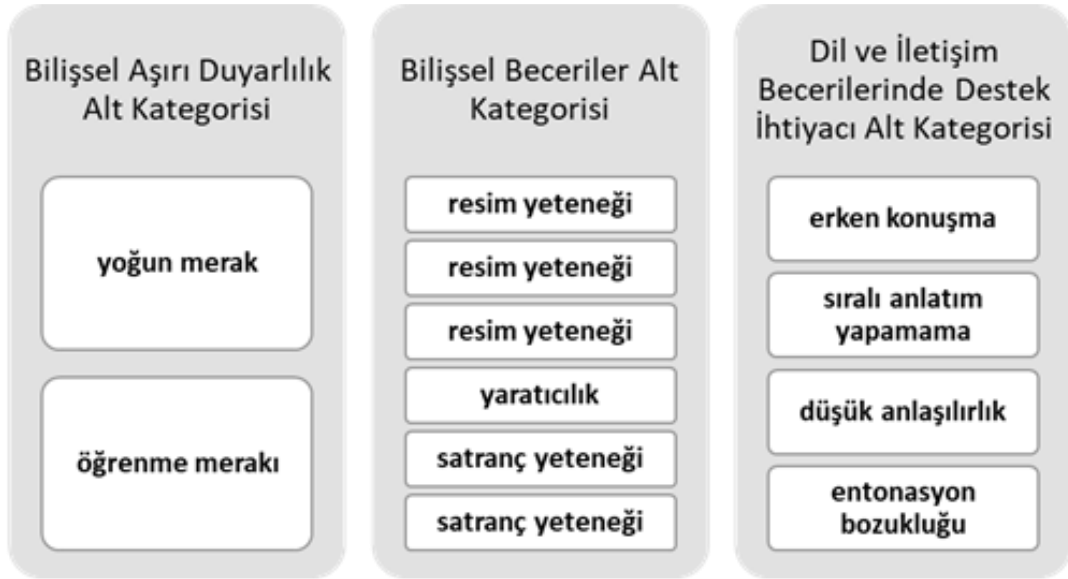 Bilişsel Aşırı Duyarlılık
Alt Kategorisi
yoğun merak
öğrenme merakı
Bilişsel Beceriler Alt
Kategorisi
resim yeteneği
resim yeteneği
resim yeteneği
yaratıcılık
satranç yeteneği
satranç yeteneği
Dil ve İletişim
Becerilerinde Destek
İhtiyacı Alt Kategorisi
erken konuşma
sıralı anlatım
yapamama
düşük anlaşılırlık
entonasyon
bozukluğu